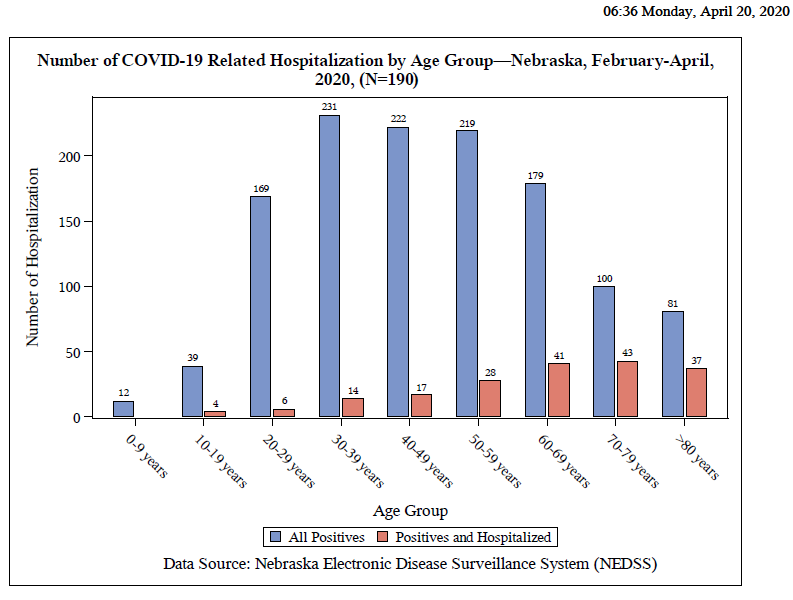 06:36 Monday, April 20, 2020
Number of COVID-19 Related Hospitalization by Age Group—Nebraska, February-April,
2020, (N=190)
Number of Hospitalization
200
150
100
50
0
12
39
4
169
6
231
14
222
17
219
28
179
41
100
43
81
37
0-9 years
10-19 years
20-29 years
30-39 years
40-49 years
50-59 years
60-69 years
70-79 years
>80 years
Age Group
All Positives
Positives and Hospitalized
Data Source: Nebraska Electronic Disease Surveillance System (NEDSS)